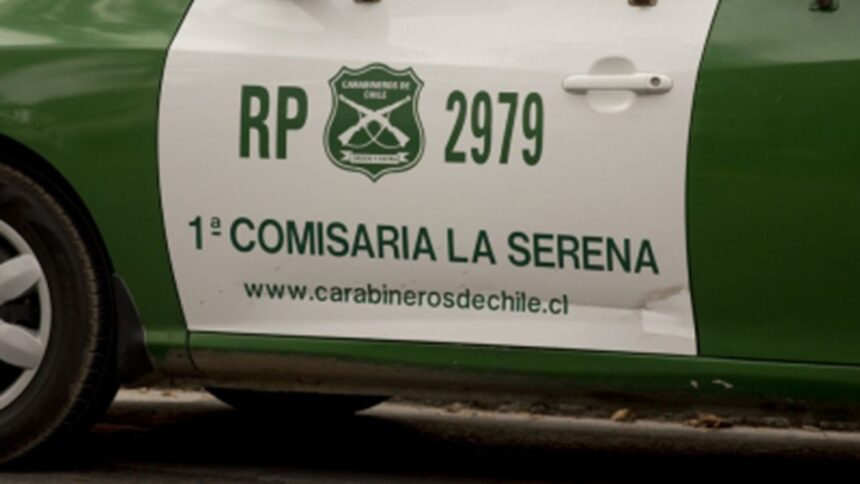 RP CARABINEROS DE CHILE 2979
ORDEN Y PATRIA
1ª COMISARIA LA SERENA
www.carabinerosdechile.cl